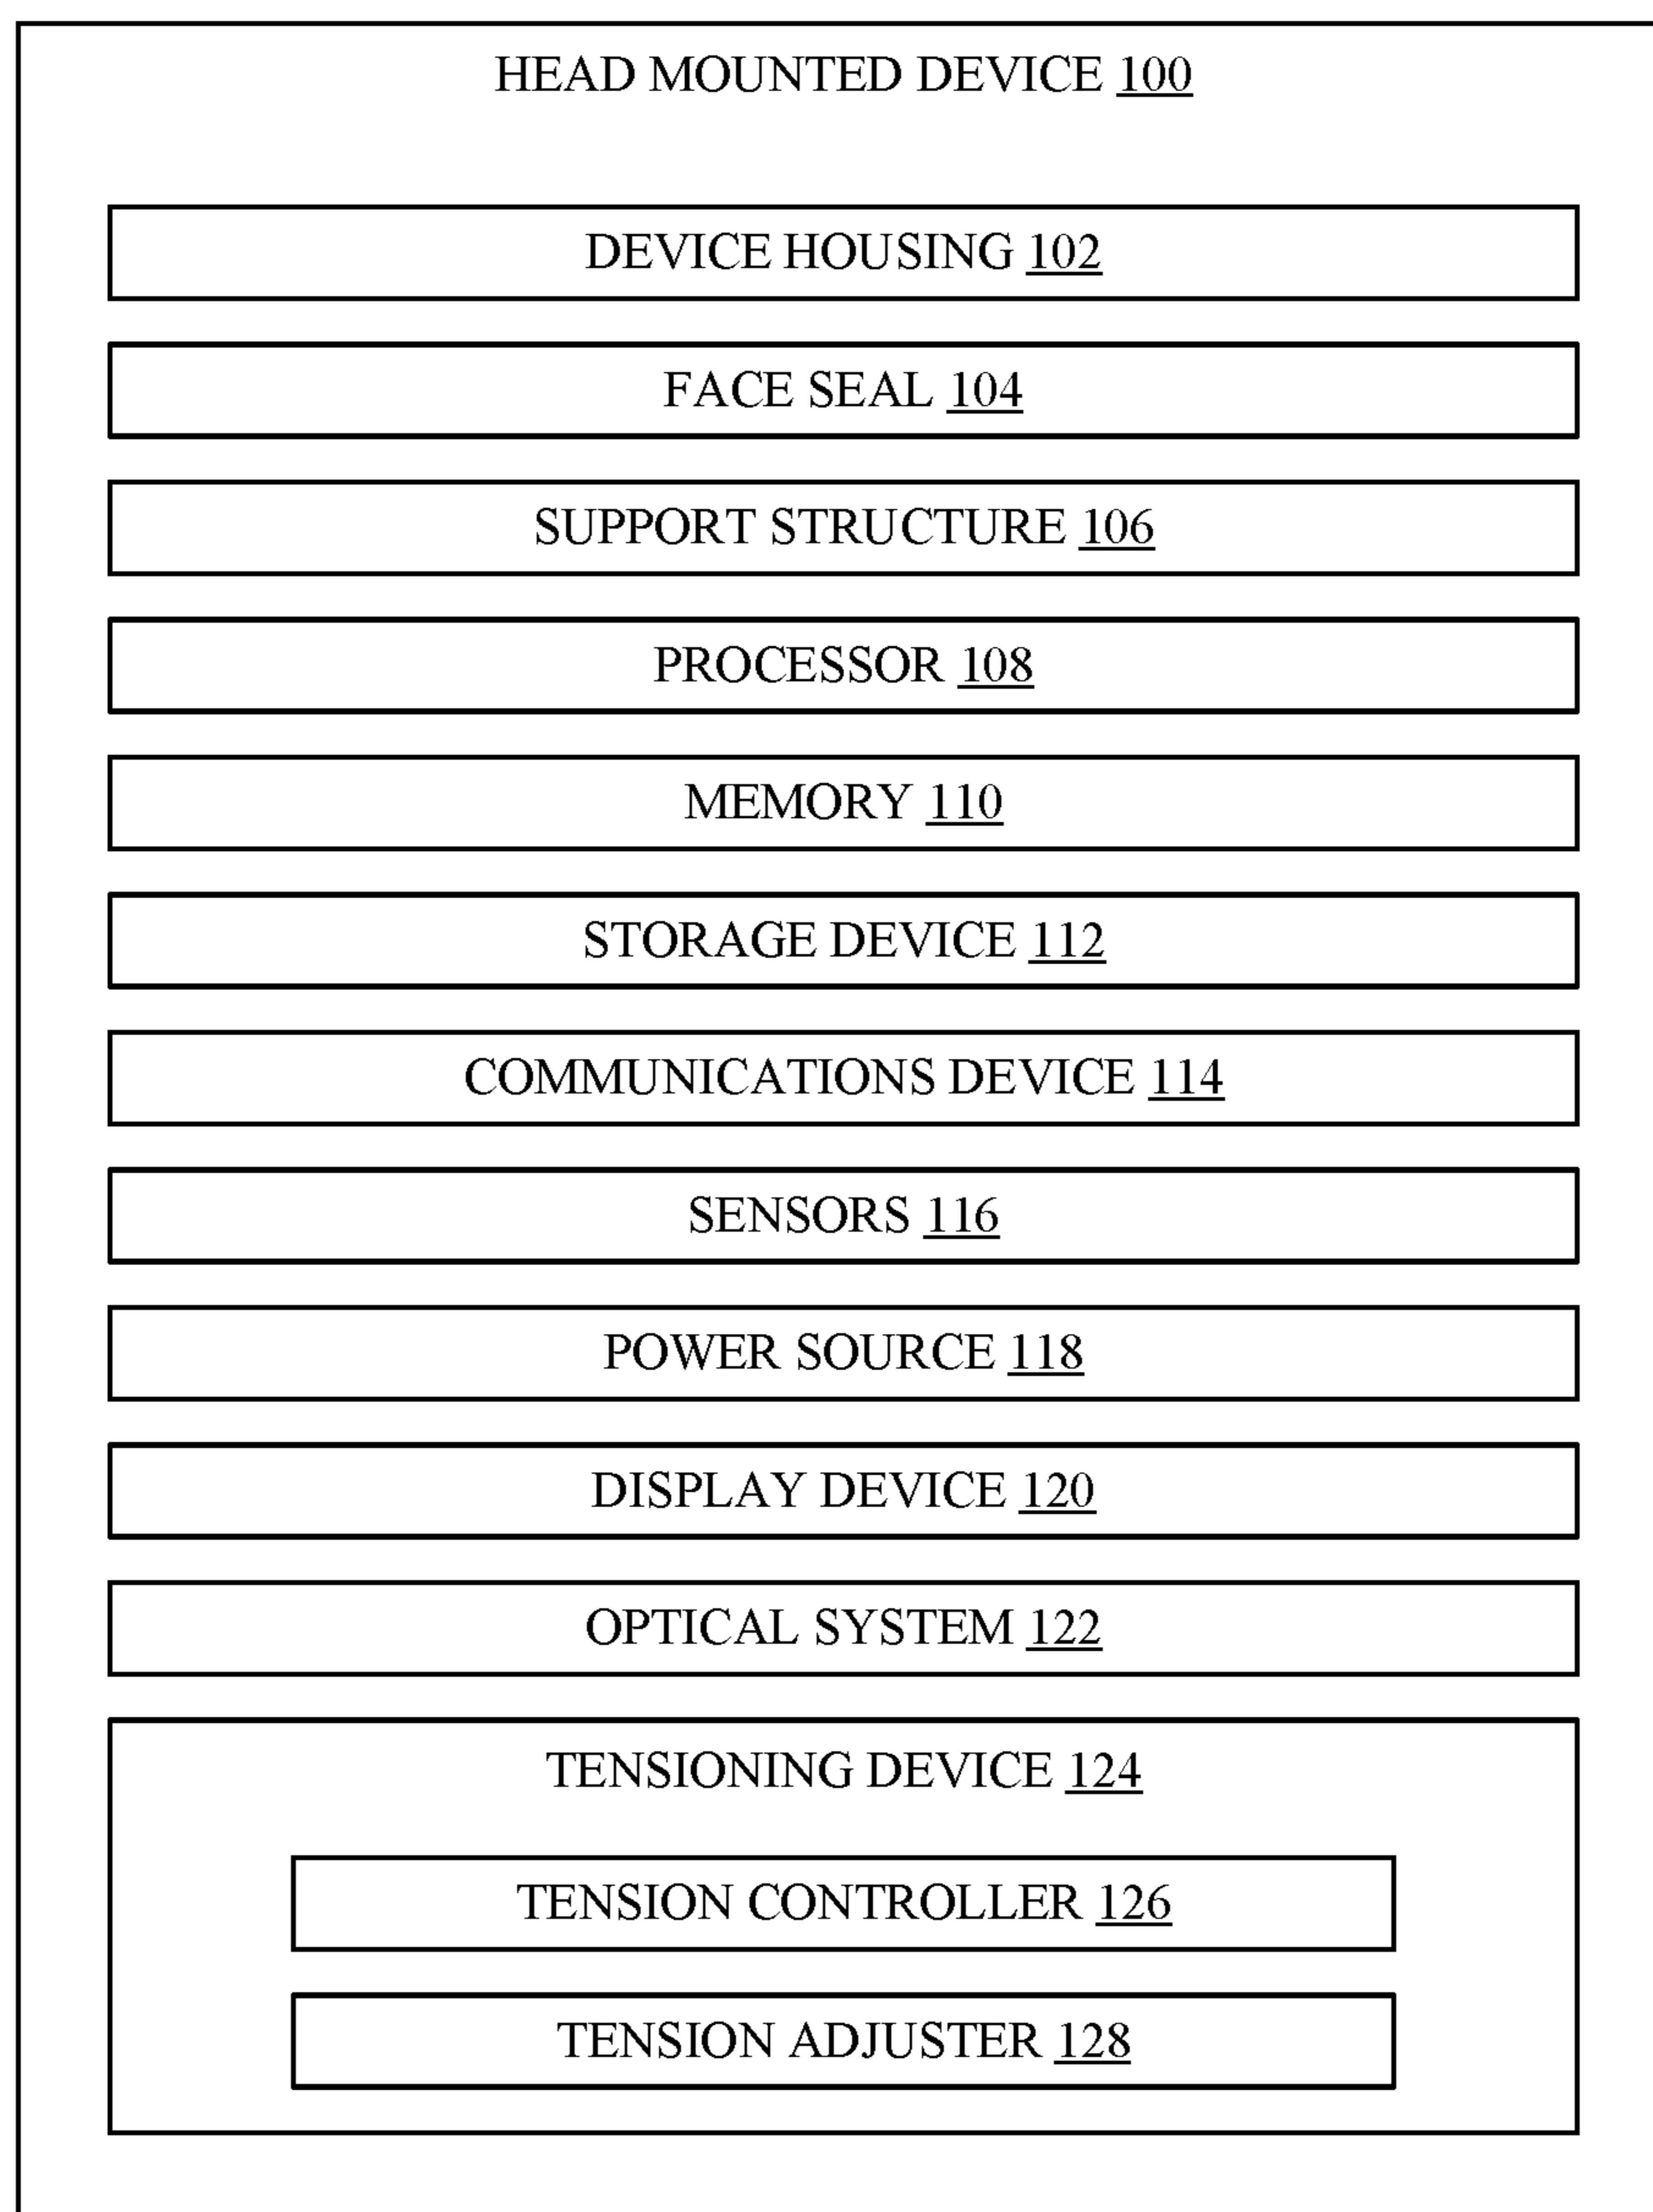 HEAD MOUNTED DEVICE 100
DEVICE HOUSING 102
FACE SEAL 104
SUPPORT STRUCTURE 106
PROCESSOR 108
MEMORY 110
STORAGE DEVICE 112
COMMUNICATIONS DEVICE 114
SENSORS 116
POWER SOURCE 118
DISPLAY DEVICE 120
OPTICAL SYSTEM 122
TENSIONING DEVICE 124
TENSION CONTROLLER 126
TENSION ADJUSTER 128